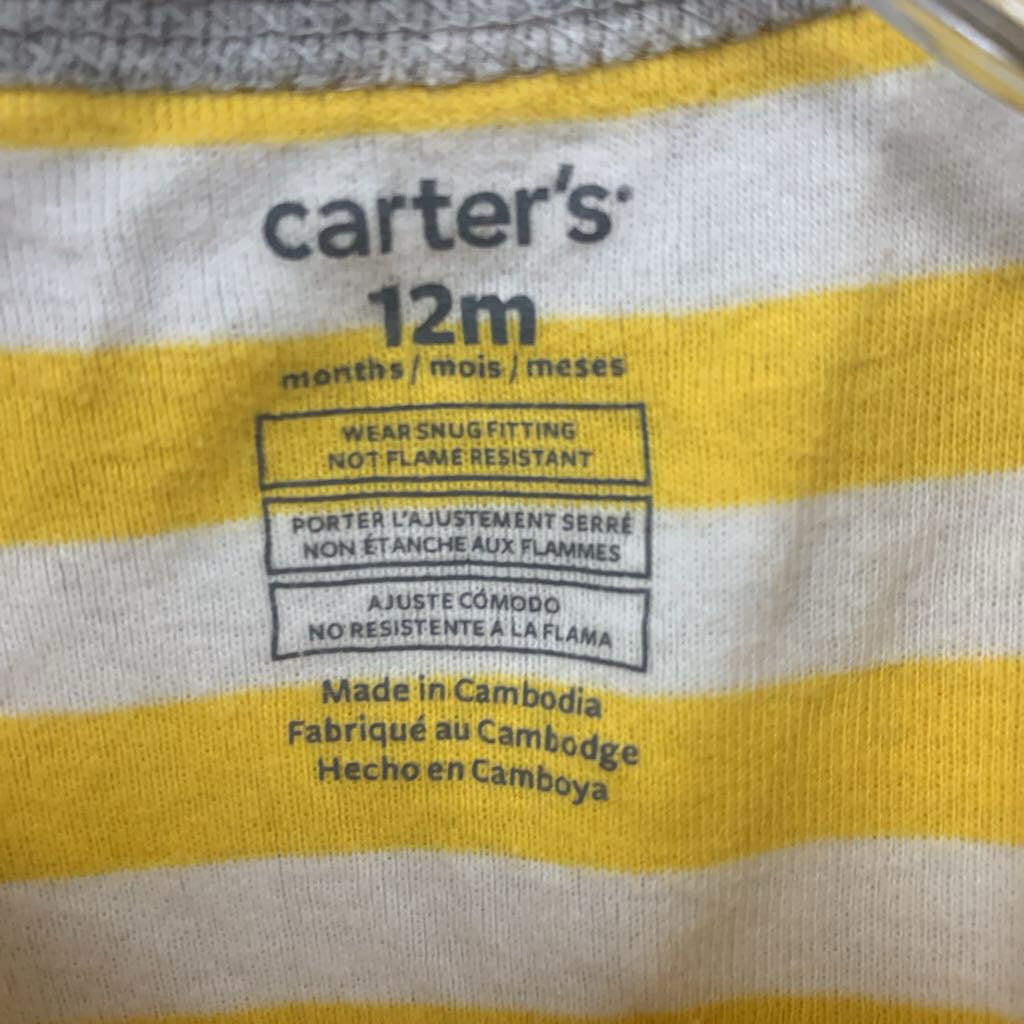 carter's
12m
months / mois / meses
WEAR SNUG FITTING
NOT FLAME RESISTANT
PORTER L'AJUSTEMENT SERRÉ
NON ÉTANCHE AUX FLAMMES
AJUSTE CÓMODO
NO RESISTENTE A LA FLAMA
Made in Cambodia
Fabriqué au Cambodge
Hecho en Camboya